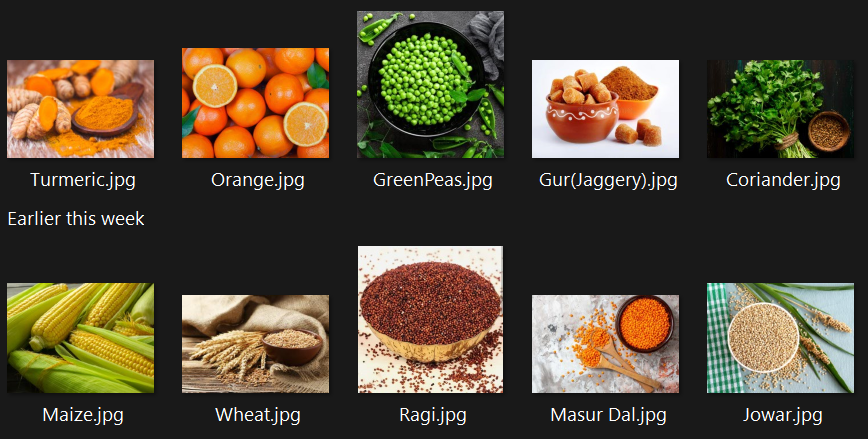 Turmeric.jpg
Orange.jpg
GreenPeas.jpg
Gur(Jaggery).jpg
Coriander.jpg
Earlier this week
Maize.jpg
Wheat.jpg
Ragi.jpg
Masur Dal.jpg
Jowar.jpg